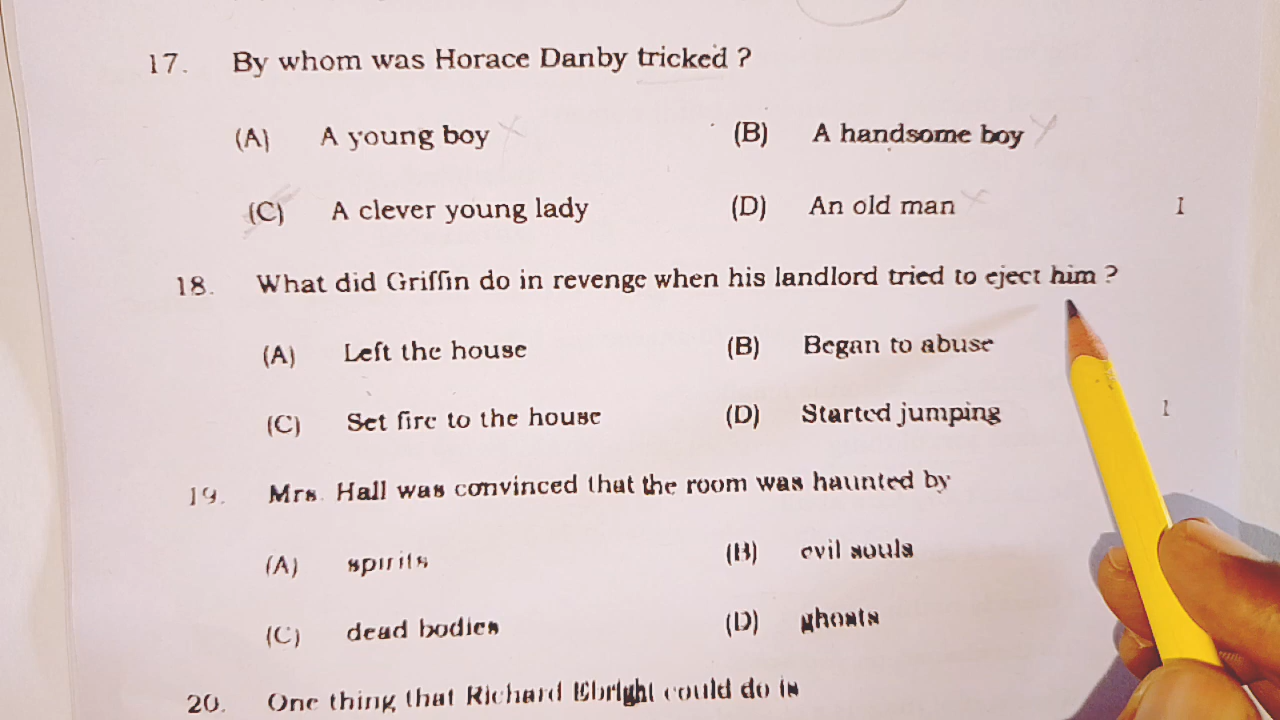 17. By whom was Horace Danby tricked ?
(A) A young boy (B) A handsome boy
(C) A clever young lady (D) An old man 1
18. What did Griffin do in revenge when his landlord tried to eject him ?
(A) Left the house (B) Began to abuse
(C) Set fire to the house (D) Started jumping 1
19. Mrs. Hall was convinced that the room was haunted by
(A) spirits (B) evil souls
(C) dead bodies (D) ghosts
20. One thing that Richard Ebright could do is